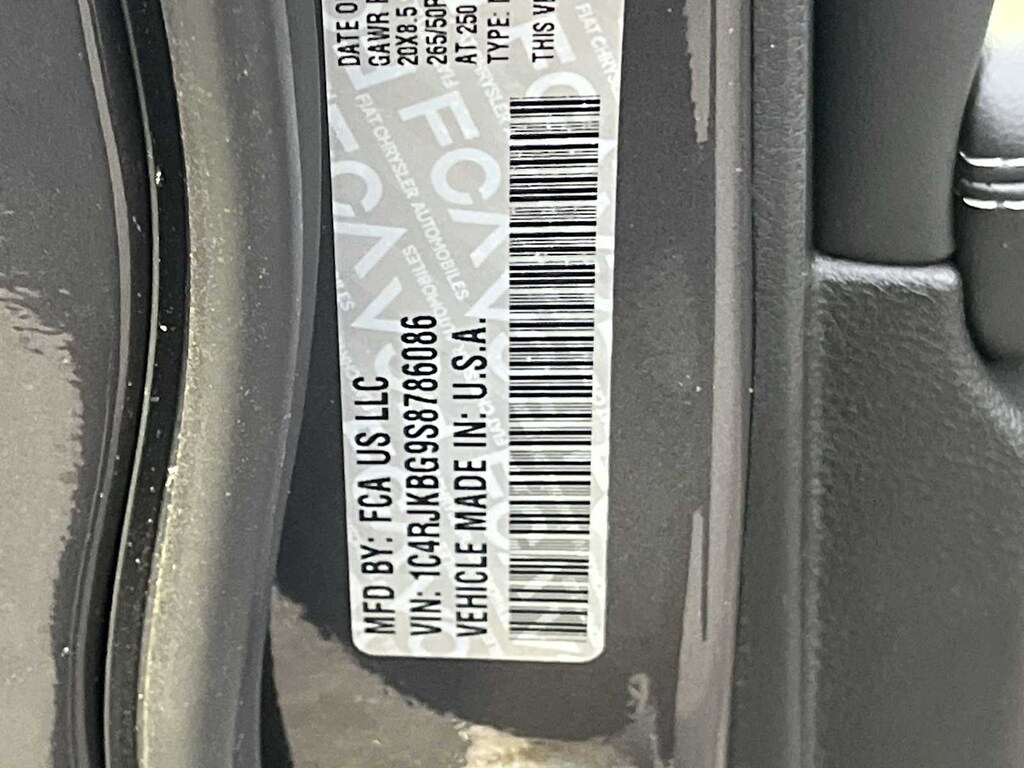 DATE O
GAWR
20X8.5
265/50R
AT 250
TYPE:
THIS
MFD BY: FCA US LLC
VIN: 1C4RJKBG9S8786086
VEHICLE MADE IN: U.S.A.
FCA
FIAT CHRYSLER AUTOMOBILES